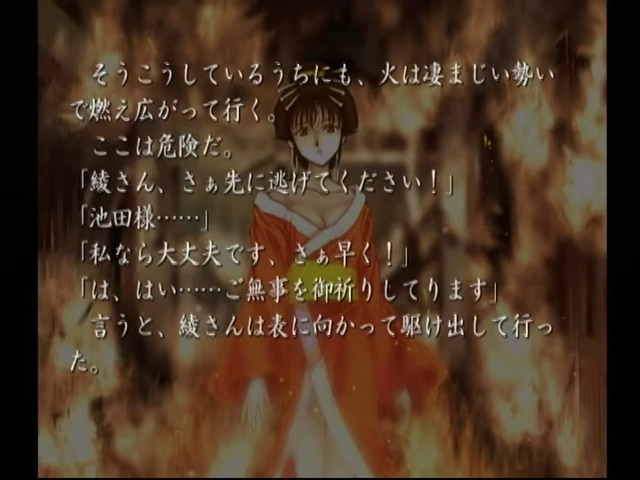 そうこうしているうちにも、火は凄まじい勢い
で燃え広がって行く。
ここは危険だ。
「綾さん、さぁ先に逃げてください！」
「池田様……」
「私なら大丈夫です、さぁ早く！」
「は、はい……ご無事を御祈りしてります」
言うと、綾さんは表に向かって駆け出して行っ
た。